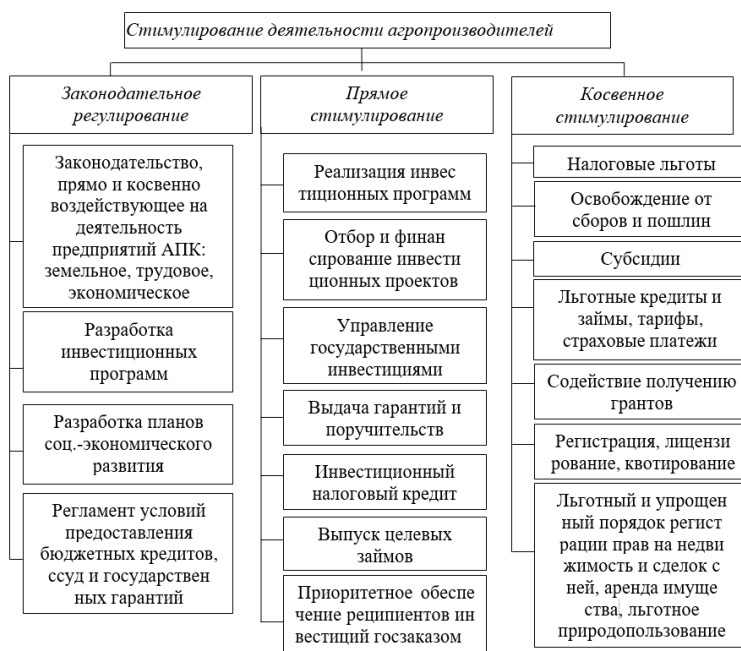 Стимулирование деятельности агропроизводителей
Законодательное
регулирование
Законодательство,
прямо и косвенно
воздействующее на
деятельность
предприятий АПК:
земельное, трудовое,
экономическое
Разработка
инвестиционных
программ
Разработка планов
соц.-экономического
развития
Регламент условий
предоставления
бюджетных кредитов,
ссуд и государствен
ных гарантий
Прямое
стимулирование
Реализация инвес
тиционных программ
Отбор и финан
сирование инвести
ционных проектов
Управление
государственными
инвестициями
Выдача гарантий и
поручительств
Инвестиционный
налоговый кредит
Выпуск целевых
займов
Приоритетное обеспе
чение реципиентов ин
вестиций госзаказом
Косвенное
стимулирование
Налоговые льготы
Освобождение от
сборов и пошлин
Субсидии
Льготные кредиты и
займы, тарифы,
страховые платежи
Содействие получению
грантов
Регистрация, лицензи
рование, квотирование
Льготный и упрощен
ный порядок регист
рации прав на недви
жимость и сделок с
ней, аренда имуще
ства, льготное
природопользование